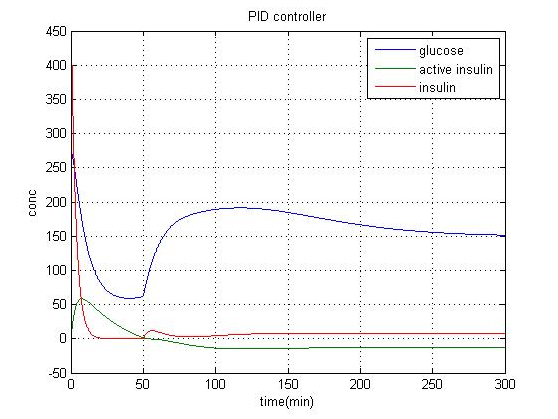 PID controller
450
400
350
300
250
200
150
100
50
0
-50
conc
glucose
active insulin
insulin
0 50 100 150 200 250 300
time(min)